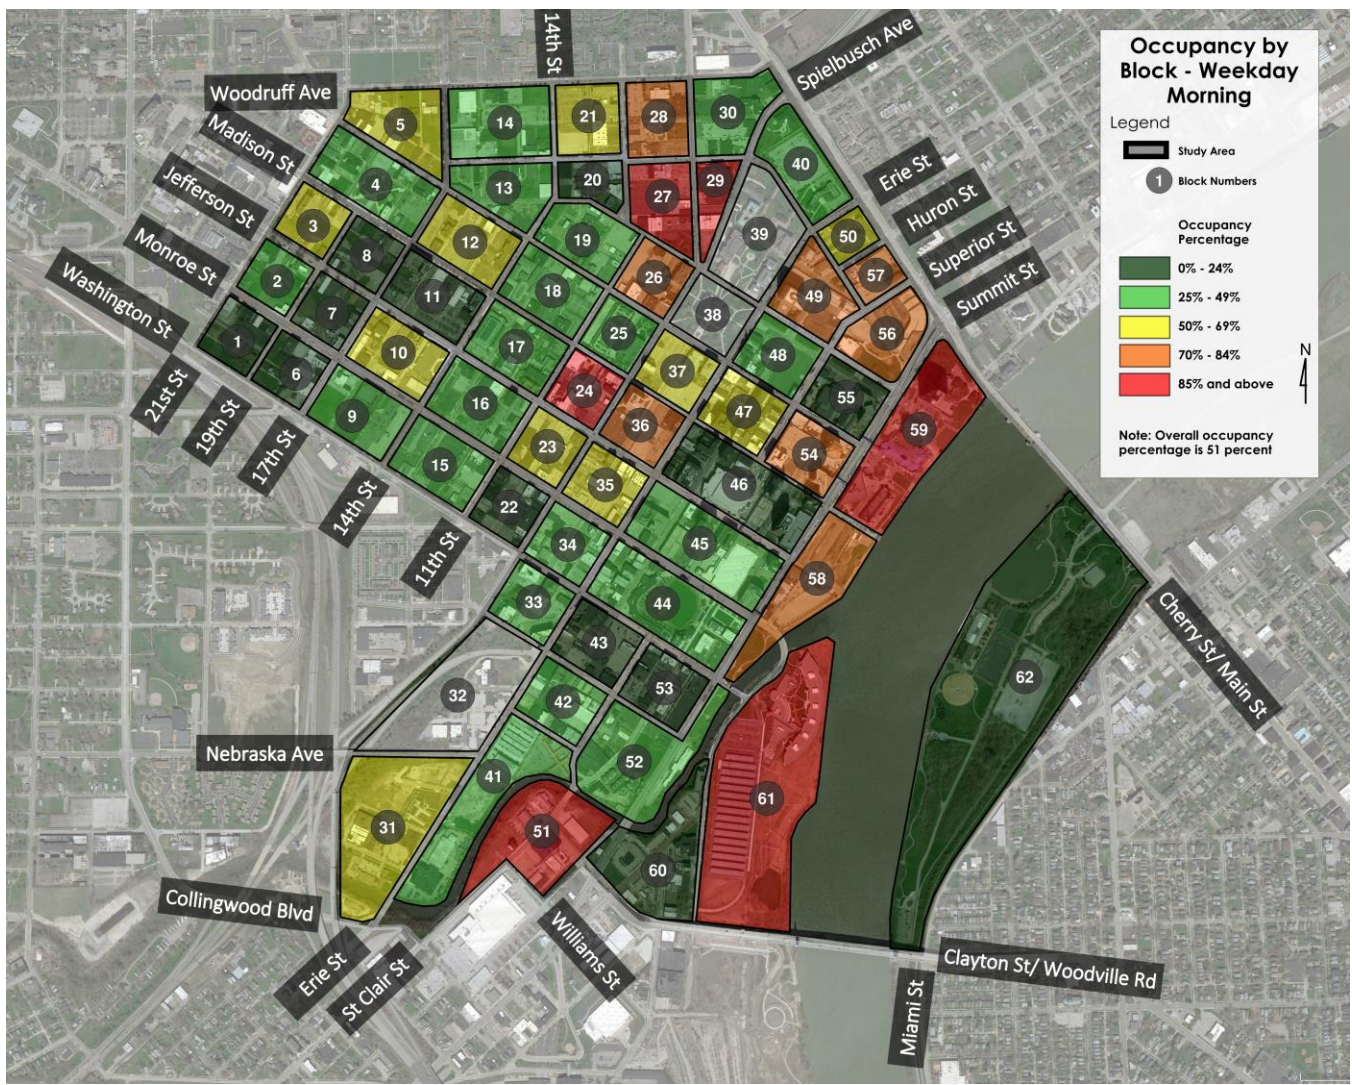 14th St
Spielbusch Ave
Woodruff Ave
Madison St
Jefferson St
Monroe St
Washington St
21st St
19th St
17th St
14th St
11th St
Erie St
Huron St
Superior St
Summit St
Cherry St/ Main St
Nebraska Ave
Collingwood Blvd
Erie St
St Clair St
Williams St
Clayton St/ Woodville Rd
Miami St
Occupancy by
Block - Weekday
Morning
Legend
Study Area
1 Block Numbers
Occupancy
Percentage
0% - 24%
25% - 49%
50% - 69%
70% - 84%
85% and above
N
Note: Overall occupancy
percentage is 51 percent
1
2
3
4
5
6
7
8
9
10
11
12
13
14
15
16
17
18
19
20
21
22
23
24
25
26
27
28
29
30
31
32
33
34
35
36
37
38
39
40
41
42
43
44
45
46
47
48
49
50
51
52
53
54
55
56
57
58
59
60
61
62